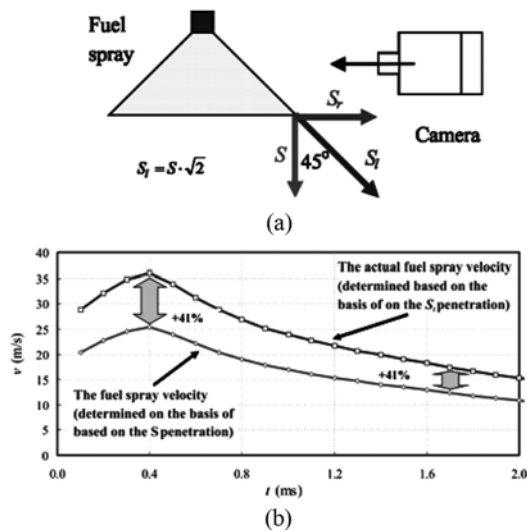 Fuel
spray
S_r
Camera
S
45°
S_l
S_l = S·√2
(a)
40
35
30
25
20
15
10
5
0
v (m/s)
The actual fuel spray velocity
(determined based on the
basis of on the S_l penetration)
+41%
+41%
The fuel spray velocity
(determined on the basis of
based on the S penetration)
0.0 0.4 0.8 1.2 1.6 2.0
t (ms)
(b)